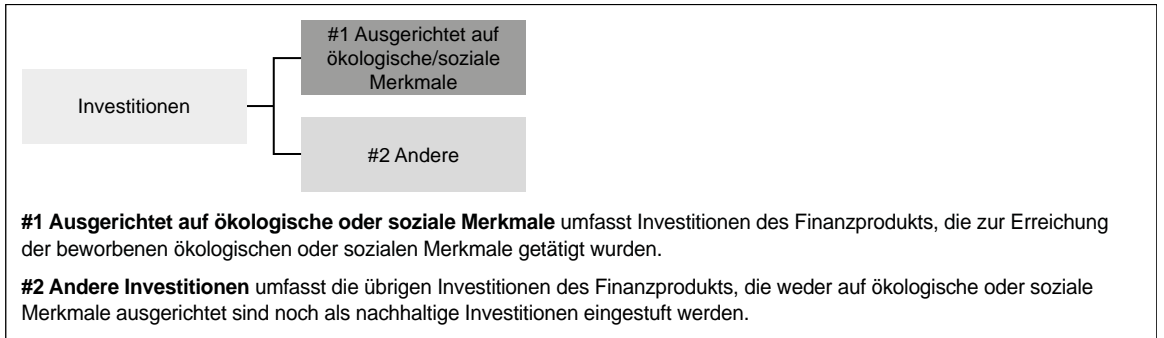 #1 Ausgerichtet auf
ökologische/soziale
Merkmale
Investitionen
#2 Andere
#1 Ausgerichtet auf ökologische oder soziale Merkmale umfasst Investitionen des Finanzprodukts, die zur Erreichung
der beworbenen ökologischen oder sozialen Merkmale getätigt wurden.
#2 Andere Investitionen umfasst die übrigen Investitionen des Finanzprodukts, die weder auf ökologische oder soziale
Merkmale ausgerichtet sind noch als nachhaltige Investitionen eingestuft werden.